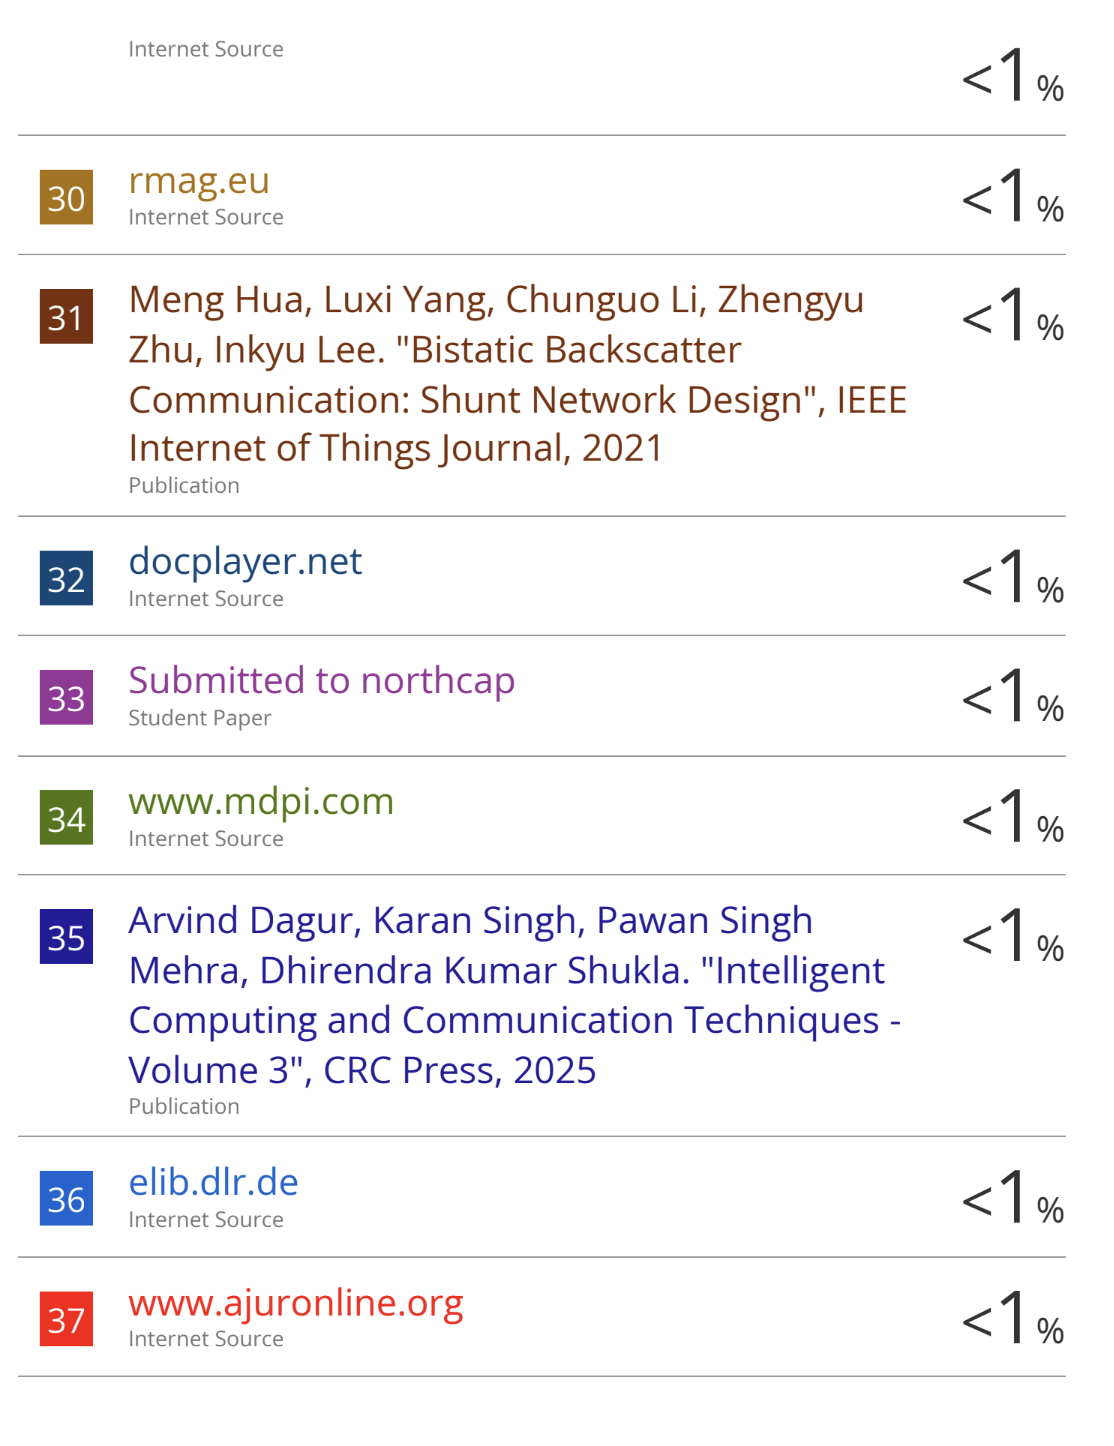 Internet Source
<1%
30
rmag.eu
Internet Source
<1%
31
Meng Hua, Luxi Yang, Chunguo Li, Zhengyu
Zhu, Inkyu Lee. "Bistatic Backscatter
Communication: Shunt Network Design", IEEE
Internet of Things Journal, 2021
Publication
<1%
32
docplayer.net
Internet Source
<1%
33
Submitted to northcap
Student Paper
<1%
34
www.mdpi.com
Internet Source
<1%
35
Arvind Dagur, Karan Singh, Pawan Singh
Mehra, Dhirendra Kumar Shukla. "Intelligent
Computing and Communication Techniques -
Volume 3", CRC Press, 2025
Publication
<1%
36
elib.dlr.de
Internet Source
<1%
37
www.ajuronline.org
Internet Source
<1%